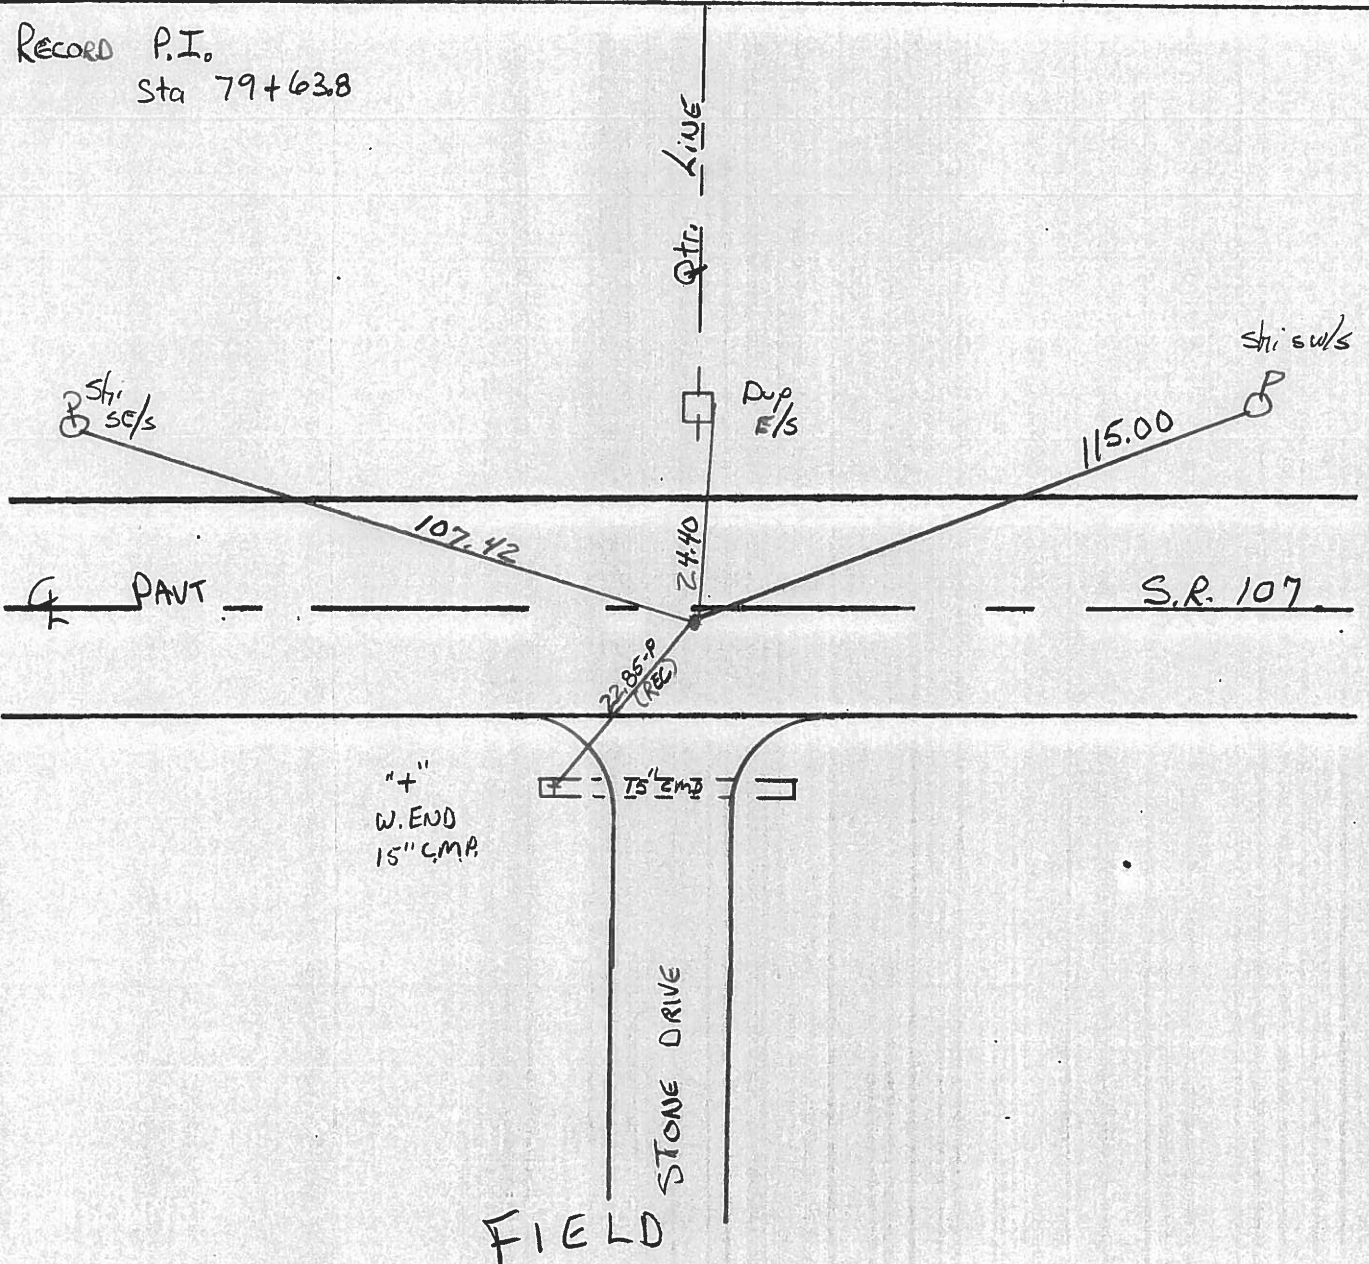 RECORD P.I.
Sta 79+63.8
Qtr. LINE
Shi
SE/s
P
Dup
E/s
Shi SW/s
P
107.42
24.40
115.00
℄ PAVT
S.R. 107
22.85-P
(REC)
"+"
W. END
15" C.M.P.
15" CMP
STONE DRIVE
FIELD